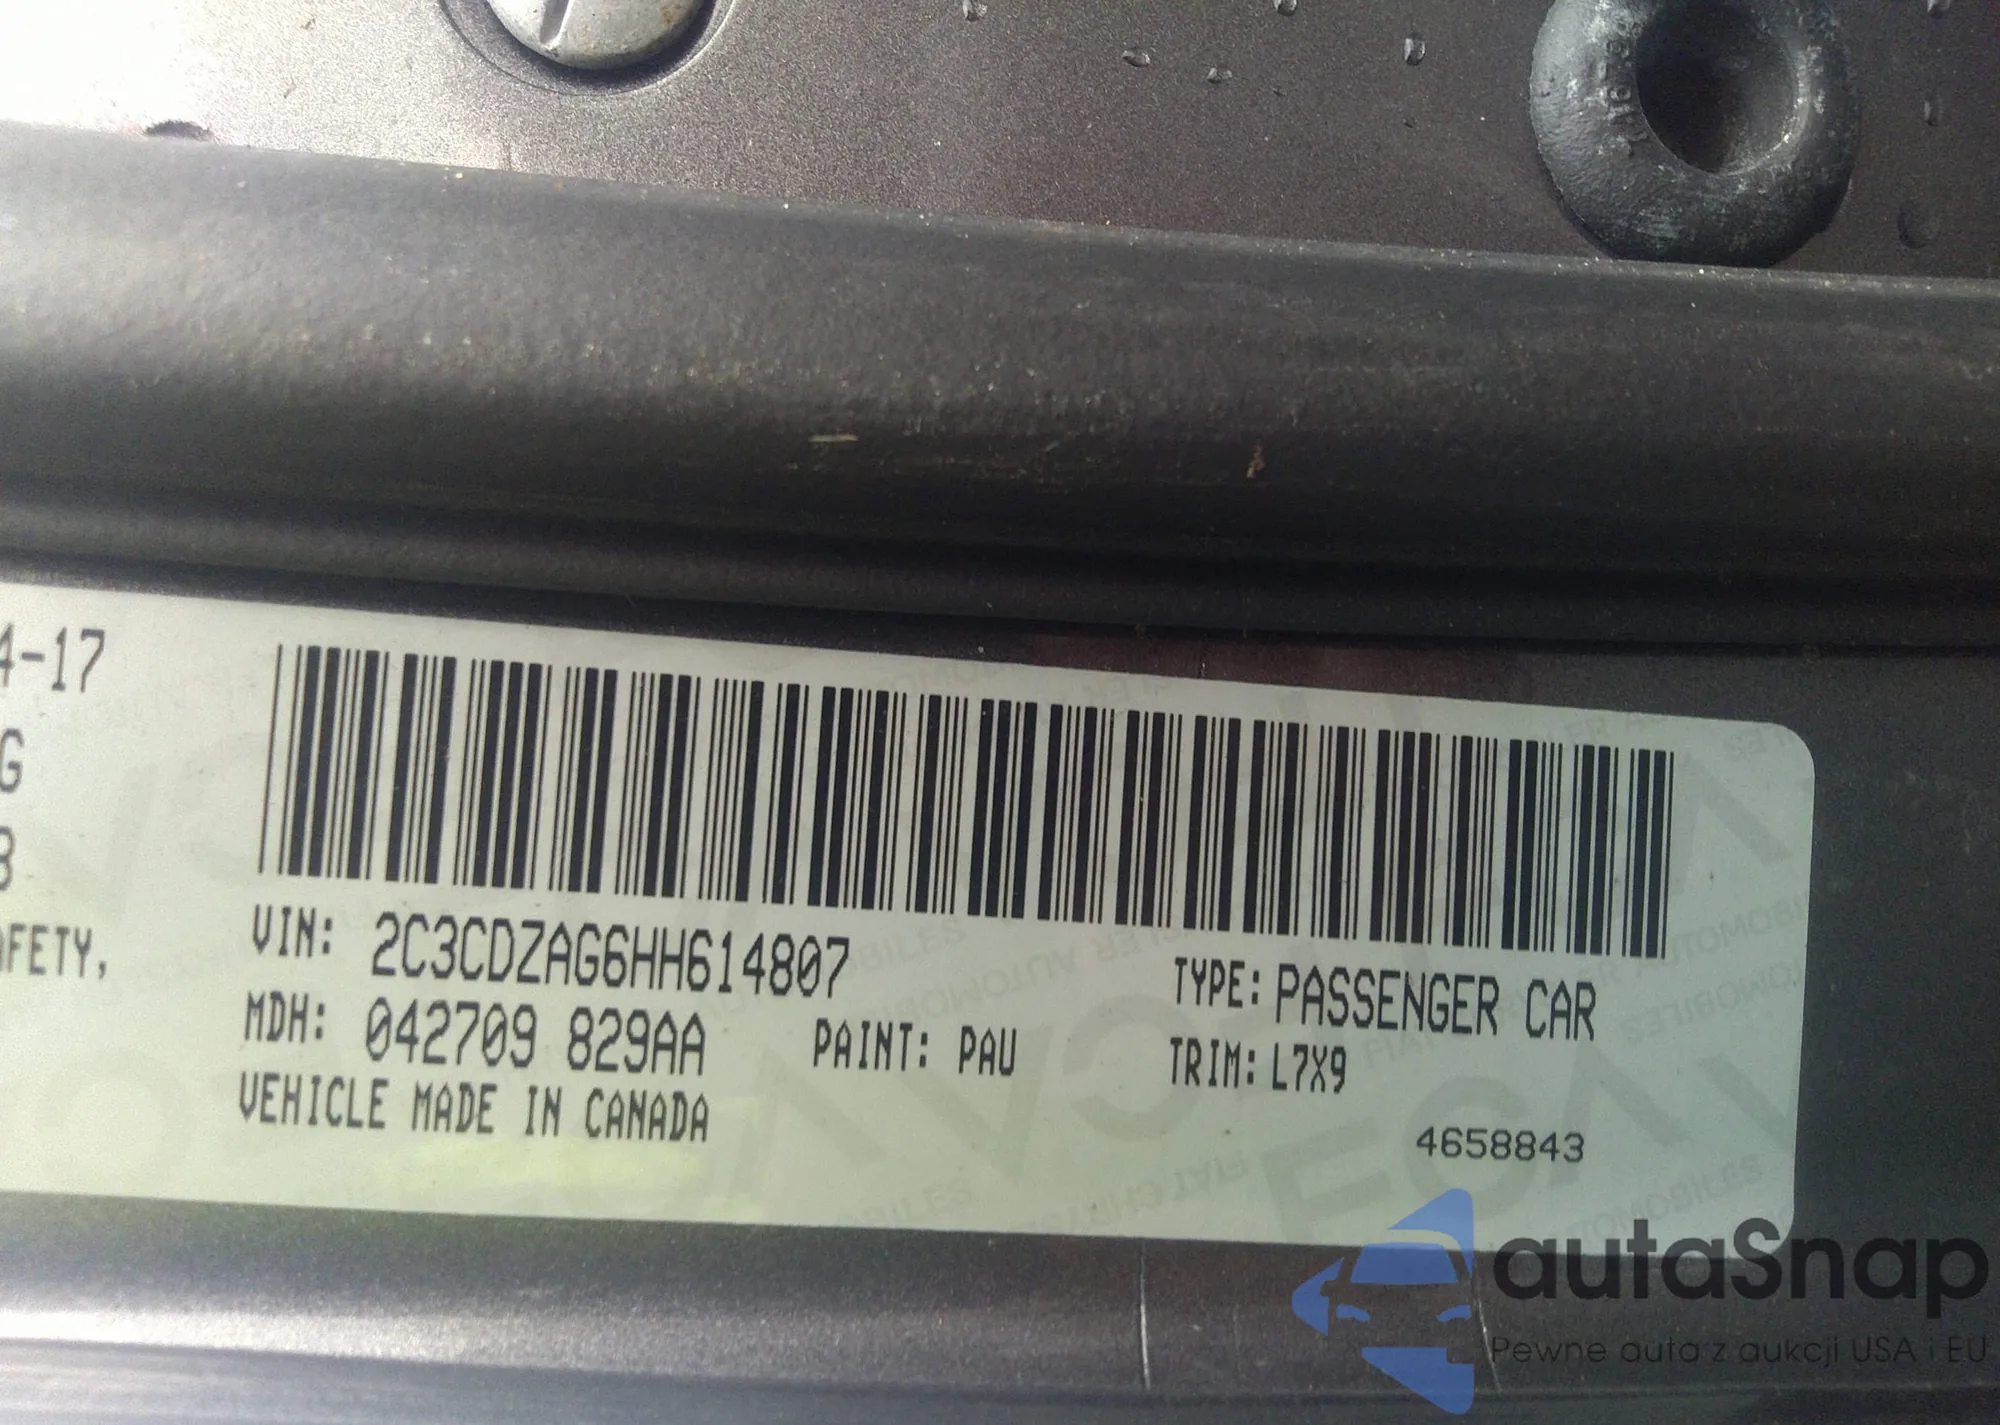 4-17
G
3
AFETY,
VIN: 2C3CDZAG6HH614807
TYPE: PASSENGER CAR
MDH: 042709 829AA
PAINT: PAU
TRIM: L7X9
VEHICLE MADE IN CANADA
4658843
autaSnap
Pewne auta z aukcji USA i EU